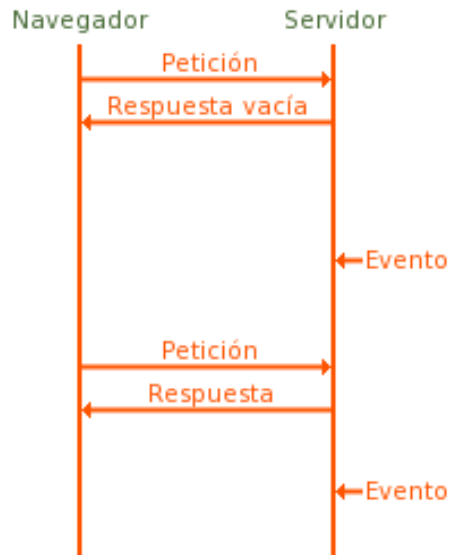 Navegador Servidor
Petición
Respuesta vacía
Evento
Petición
Respuesta
Evento